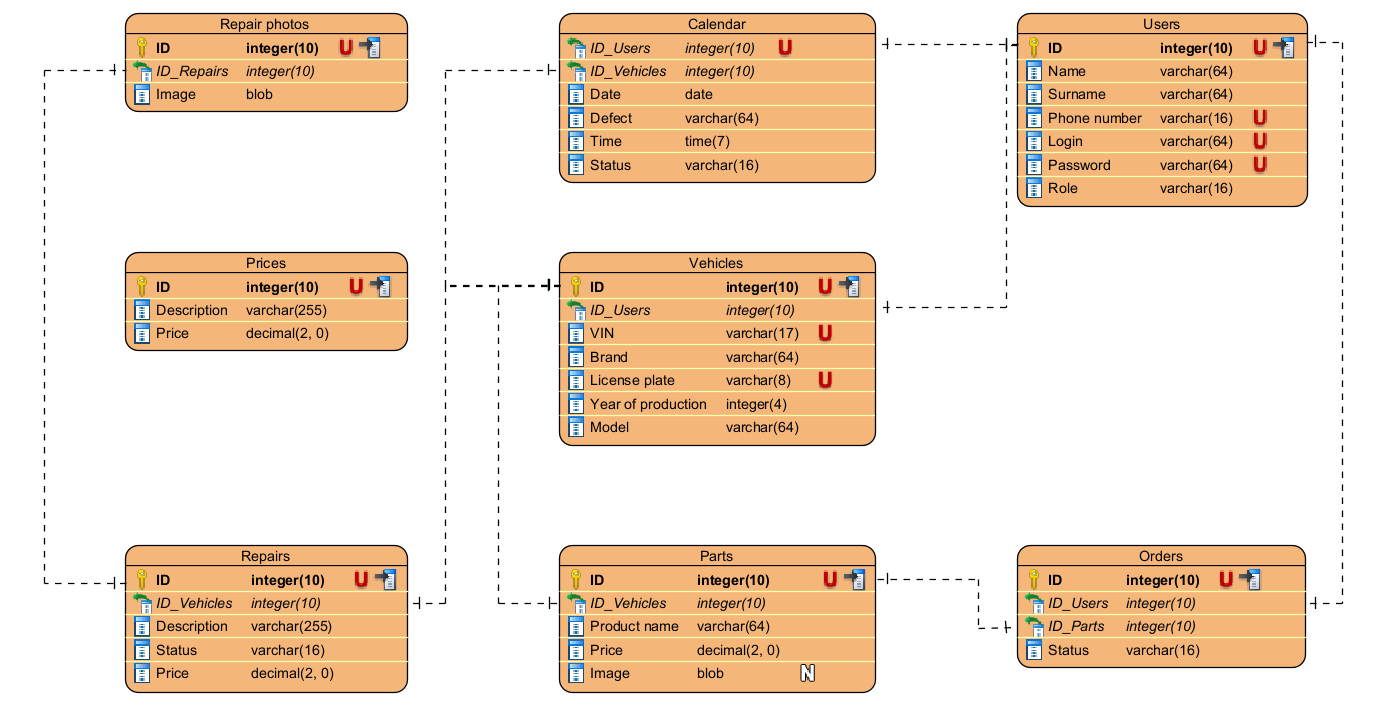 Repair photos
ID integer(10) U
ID_Repairs integer(10)
Image blob
Calendar
ID_Users integer(10) U
ID_Vehicles integer(10)
Date date
Defect varchar(64)
Time time(7)
Status varchar(16)
Users
ID integer(10) U
Name varchar(64)
Surname varchar(64)
Phone number varchar(16) U
Login varchar(64) U
Password varchar(64) U
Role varchar(16)
Prices
ID integer(10) U
Description varchar(255)
Price decimal(2, 0)
Vehicles
ID integer(10) U
ID_Users integer(10)
VIN varchar(17) U
Brand varchar(64)
License plate varchar(8) U
Year of production integer(4)
Model varchar(64)
Repairs
ID integer(10) U
ID_Vehicles integer(10)
Description varchar(255)
Status varchar(16)
Price decimal(2, 0)
Parts
ID integer(10) U
ID_Vehicles integer(10)
Product name varchar(64)
Price decimal(2, 0)
Image blob N
Orders
ID integer(10) U
ID_Users integer(10)
ID_Parts integer(10)
Status varchar(16)